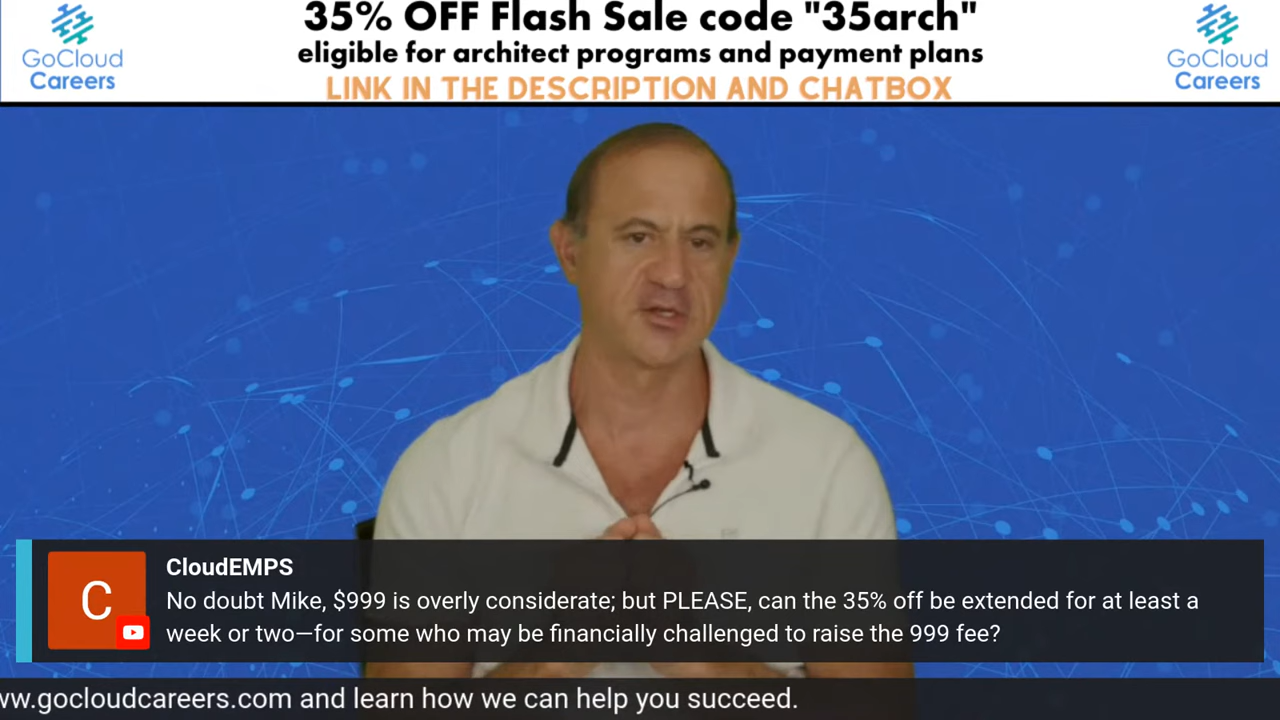 35% OFF Flash Sale code "35arch"
eligible for architect programs and payment plans
LINK IN THE DESCRIPTION AND CHATBOX
GoCloud
Careers
GoCloud
Careers
C
CloudEMPS
No doubt Mike, $999 is overly considerate; but PLEASE, can the 35% off be extended for at least a
week or two—for some who may be financially challenged to raise the 999 fee?
ww.gocloudcareers.com and learn how we can help you succeed.